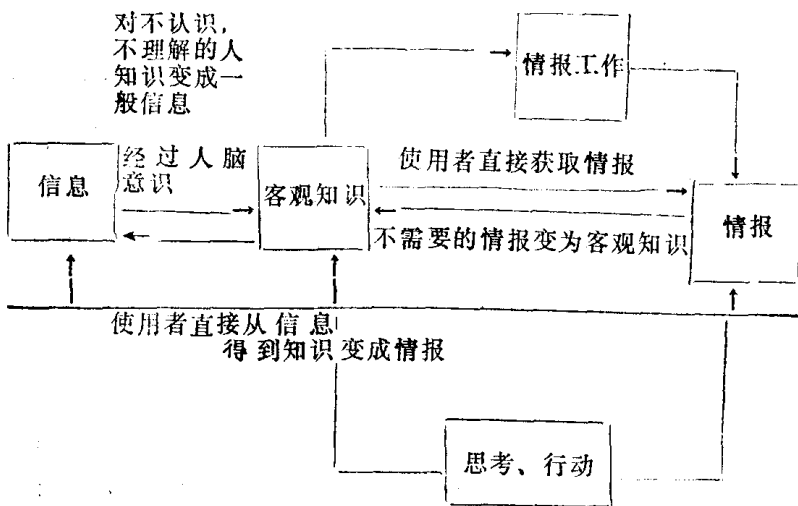 对不认识，
不理解的人
知识变成一
般信息
情报工作
信息
经过人脑
意识
客观知识
使用者直接获取情报
不需要的情报变为客观知识
情报
使用者直接从信息
得到知识变成情报
思考、行动